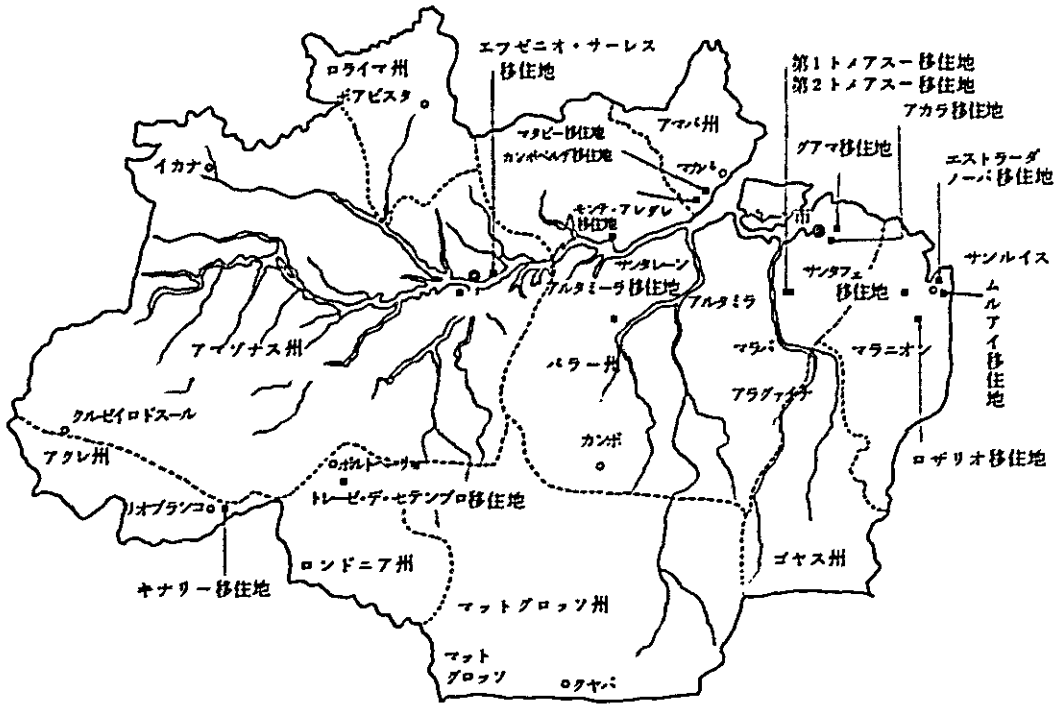 エフゼニオ・サーレス
移住地
第1トメアスー移住地
第2トメアスー移住地
アカラ移住地
ロライマ州
ボアビスタ
マタピー移住地
カンポベルデ移住地
アマパ州
グアマ移住地
エストラーダ
ノーバ移住地
イカナ
マカパ
モンテ・アレグレ
移住地
市
サンルイス
サンタレーン
アルタミーラ移住地
サンタフェ
移住地
ムルアイ移住地
アルタミラ
アマゾナス州
パラー州
マラバ
マラニオン
アラグァイナ
クルゼイロドスール
アクレ州
カンポ
ロザリオ移住地
ポルトベーリョ
トレーゼ・デ・セテンブロ移住地
リオブランコ
ロンドニア州
ゴヤス州
キナリー移住地
マットグロッソ州
マット
グロッソ
クヤバ